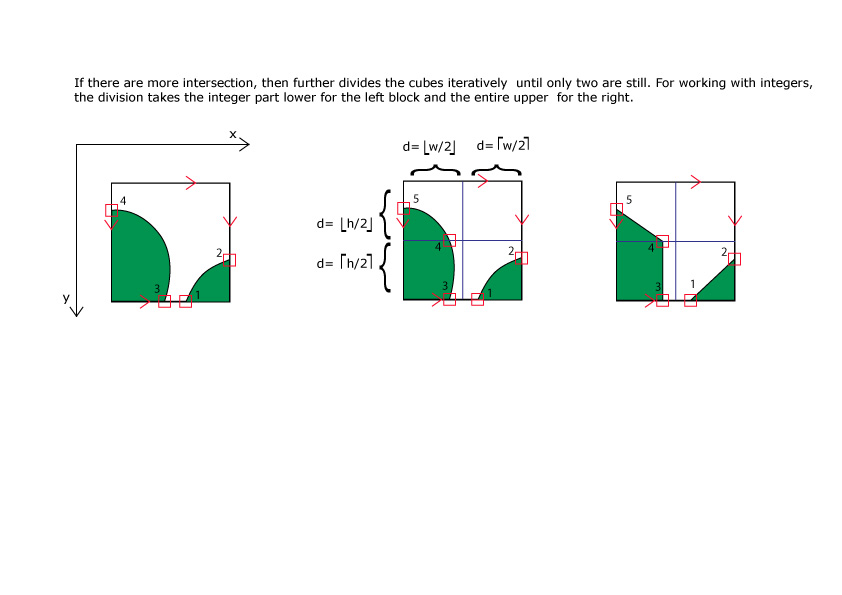 If there are more intersection, then further divides the cubes iteratively  until only two are still. For working with integers,
the division takes the integer part lower for the left block and the entire upper  for the right.
x
y
4
3
2
1
d= ⌊w/2⌋
d= ⌈w/2⌉
d= ⌊h/2⌋
d= ⌈h/2⌉
5
4
3
2
1
5
4
3
2
1